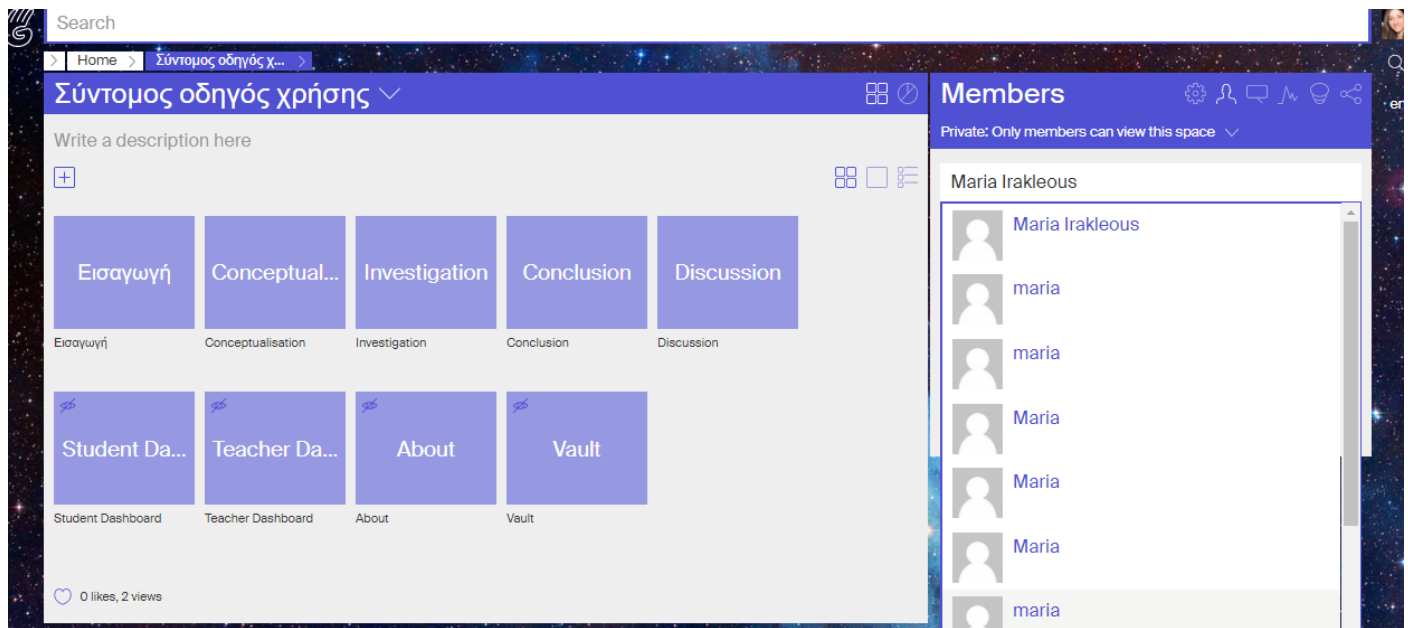 Search
Home
Σύντομος οδηγός χ...
Σύντομος οδηγός χρήσης
Write a description here
Εισαγωγή
Conceptual...
Investigation
Conclusion
Discussion
Εισαγωγή
Conceptualisation
Investigation
Conclusion
Discussion
Student Da...
Teacher Da...
About
Vault
Student Dashboard
Teacher Dashboard
About
Vault
0 likes, 2 views
Members
Private: Only members can view this space
Maria Irakleous
Maria Irakleous
maria
maria
Maria
Maria
Maria
maria
en